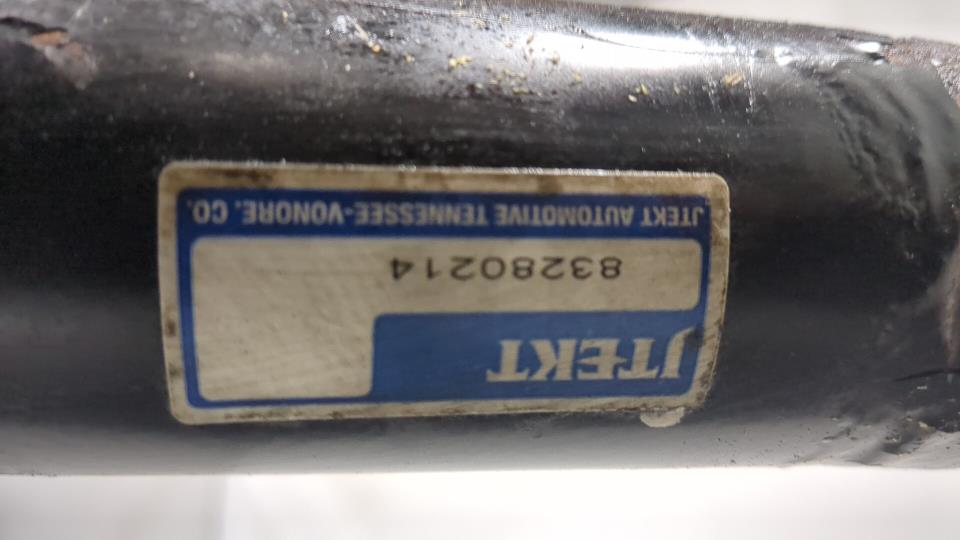 JTEKT
83280214
JTEKT AUTOMOTIVE TENNESSEE-VONORE. CO.